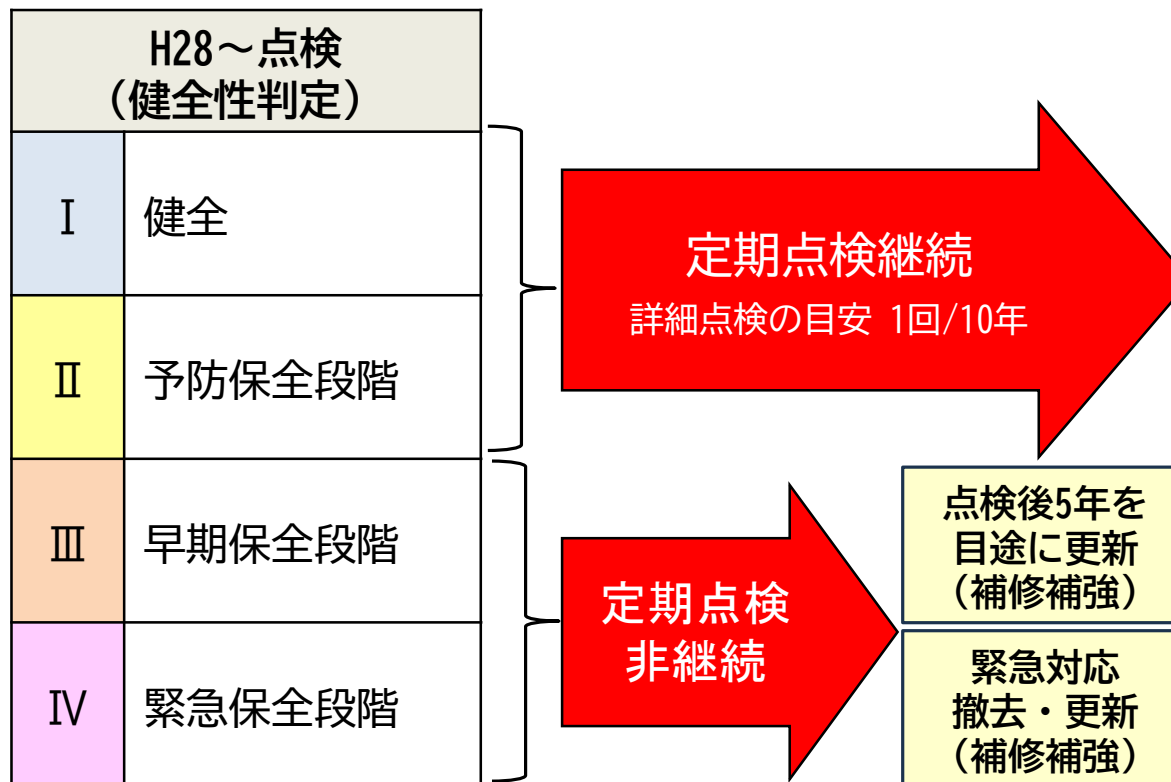 H28～点検
（健全性判定）
Ⅰ 健全
Ⅱ 予防保全段階
Ⅲ 早期保全段階
Ⅳ 緊急保全段階
定期点検継続
詳細点検の目安 1回/10年
定期点検
非継続
点検後5年を
目途に更新
（補修補強）
緊急対応
撤去・更新
（補修補強）